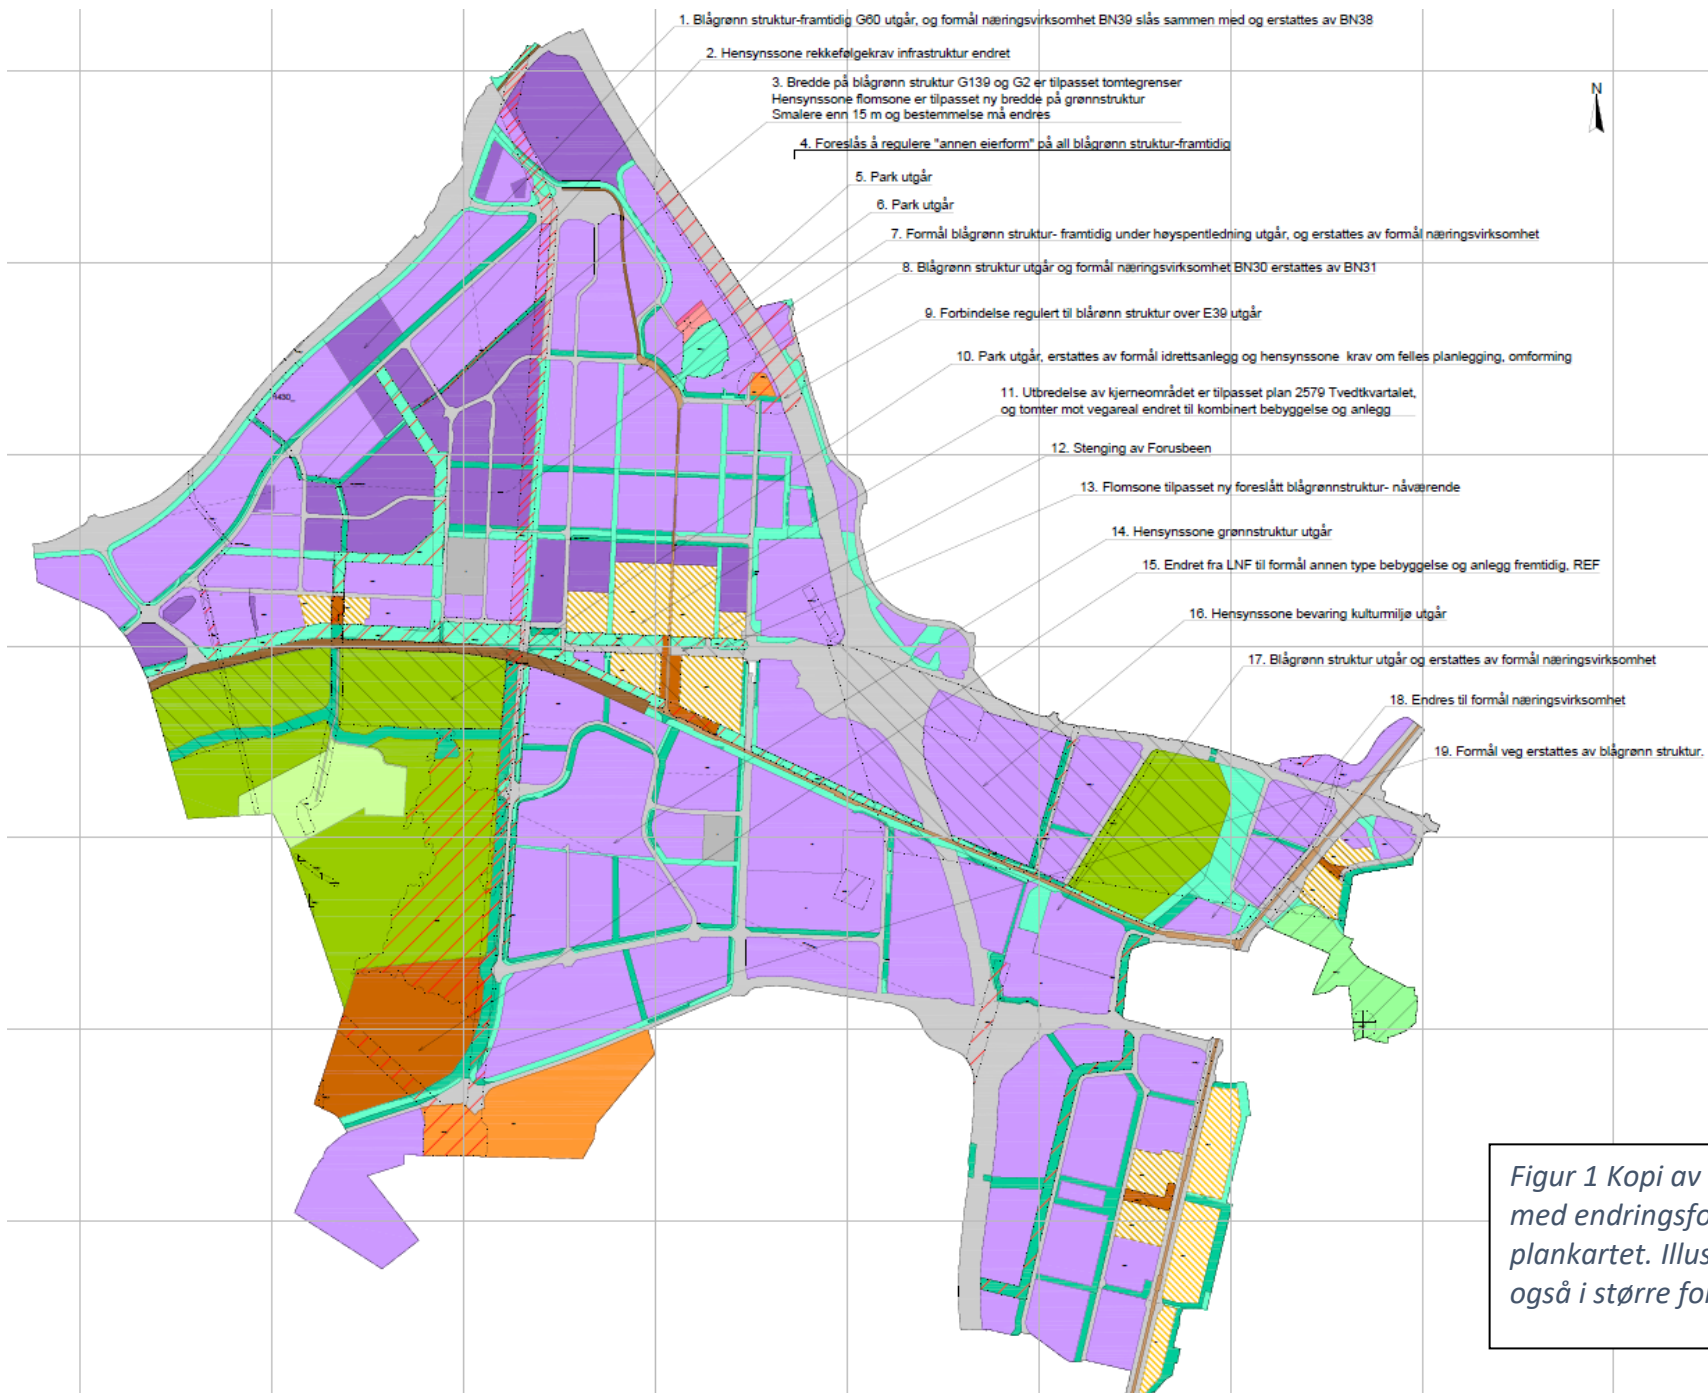 1. Blågrønn struktur-framtidig G60 utgår, og formål næringsvirksomhet BN39 slås sammen med og erstattes av BN38
2. Hensynssone rekkefølgekrav infrastruktur endret
3. Bredde på blågrønn struktur G139 og G2 er tilpasset tomtegrenser
Hensynssone flomsone er tilpasset ny bredde på grønnstruktur
Smalere enn 15 m og bestemmelse må endres
N
4. Foreslås å regulere "annen eierform" på all blågrønn struktur-framtidig
5. Park utgår
6. Park utgår
7. Formål blågrønn struktur- framtidig under høyspentledning utgår, og erstattes av formål næringsvirksomhet
8. Blågrønn struktur utgår og formål næringsvirksomhet BN30 erstattes av BN31
9. Forbindelse regulert til blårønn struktur over E39 utgår
10. Park utgår, erstattes av formål idrettsanlegg og hensynssone krav om felles planlegging, omforming
11. Utbredelse av kjerneområdet er tilpasset plan 2579 Tvedtkvartalet,
og tomter mot vegareal endret til kombinert bebyggelse og anlegg
12. Stenging av Forusbeen
13. Flomsone tilpasset ny foreslått blågrønnstruktur- nåværende
14. Hensynssone grønnstruktur utgår
15. Endret fra LNF til formål annen type bebyggelse og anlegg fremtidig, REF
16. Hensynssone bevaring kulturmiljø utgår
17. Blågrønn struktur utgår og erstattes av formål næringsvirksomhet
18. Endres til formål næringsvirksomhet
19. Formål veg erstattes av blågrønn struktur.
Figur 1 Kopi av
med endringsfo
plankartet. Illus
også i større for